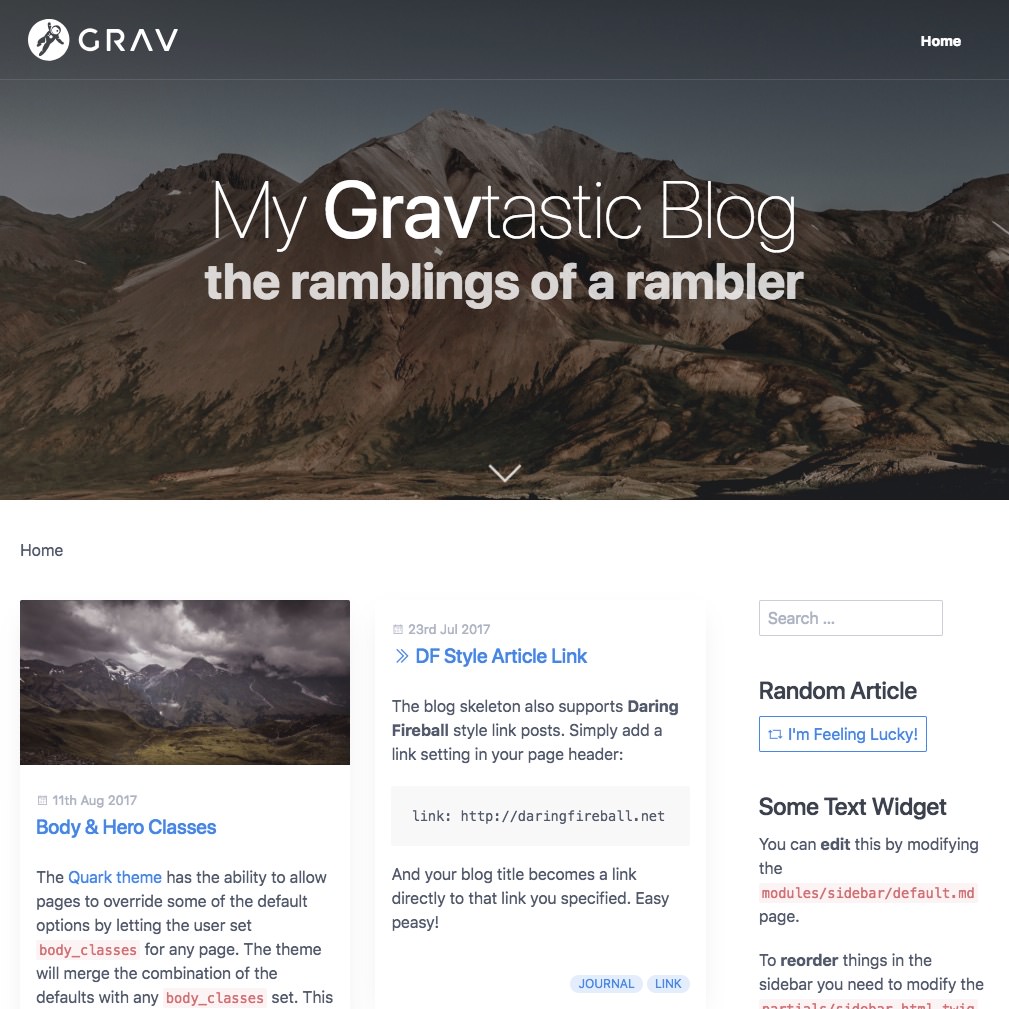 GRAV
Home
My Gravtastic Blog
the ramblings of a rambler
Home
11th Aug 2017
Body & Hero Classes
The Quark theme has the ability to allow
pages to override some of the default
options by letting the user set
body_classes for any page. The theme
will merge the combination of the
defaults with any body_classes set. This
23rd Jul 2017
DF Style Article Link
The blog skeleton also supports Daring
Fireball style link posts. Simply add a
link setting in your page header:
link: http://daringfireball.net
And your blog title becomes a link
directly to that link you specified. Easy
peasy!
JOURNAL LINK
Search ...
Random Article
I'm Feeling Lucky!
Some Text Widget
You can edit this by modifying
the
modules/sidebar/default.md
page.
To reorder things in the
sidebar you need to modify the
partials/sidebar.html.twig